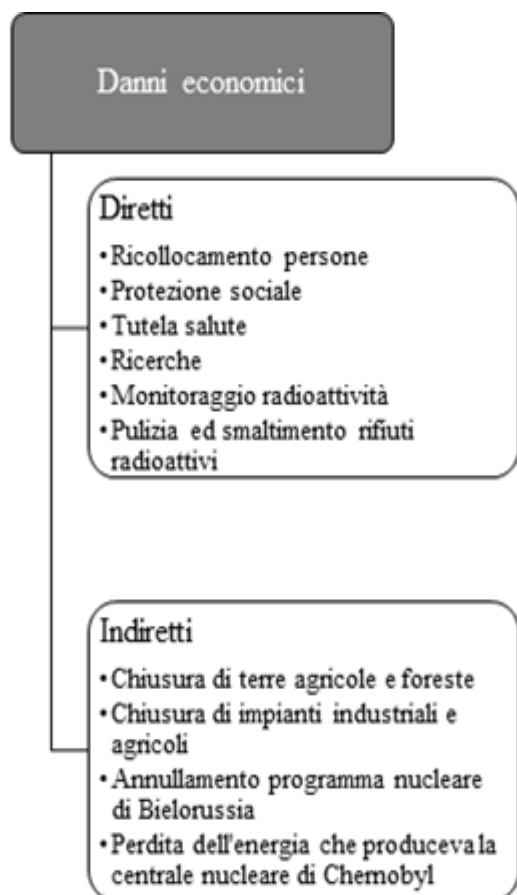 Danni economici
Diretti
• Ricollocamento persone
• Protezione sociale
• Tutela salute
• Ricerche
• Monitoraggio radioattività
• Pulizia ed smaltimento rifiuti
radioattivi
Indiretti
• Chiusura di terre agricole e foreste
• Chiusura di impianti industriali e
agricoli
• Annullamento programma nucleare
di Bielorussia
• Perdita dell'energia che produceva la
centrale nucleare di Chernobyl